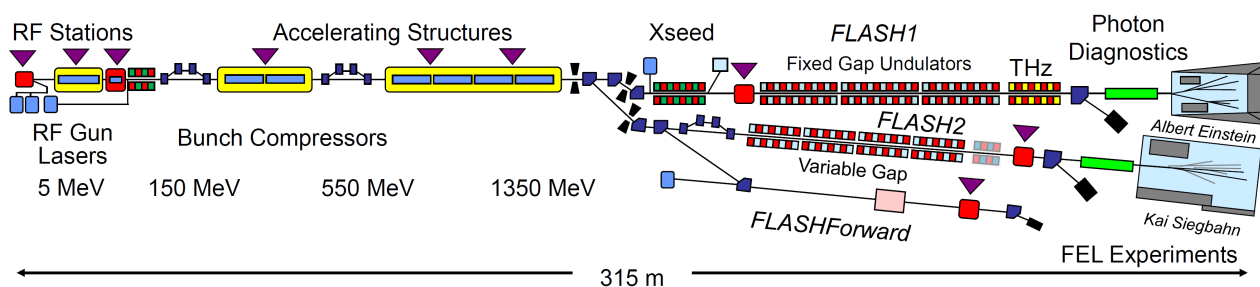 RF Stations
Accelerating Structures
Xseed
FLASH1
Fixed Gap Undulators
THz
Photon
Diagnostics
RF Gun
Lasers
Bunch Compressors
FLASH2
Variable Gap
Albert Einstein
5 MeV
150 MeV
550 MeV
1350 MeV
FLASHForward
Kai Siegbahn
FEL Experiments
315 m